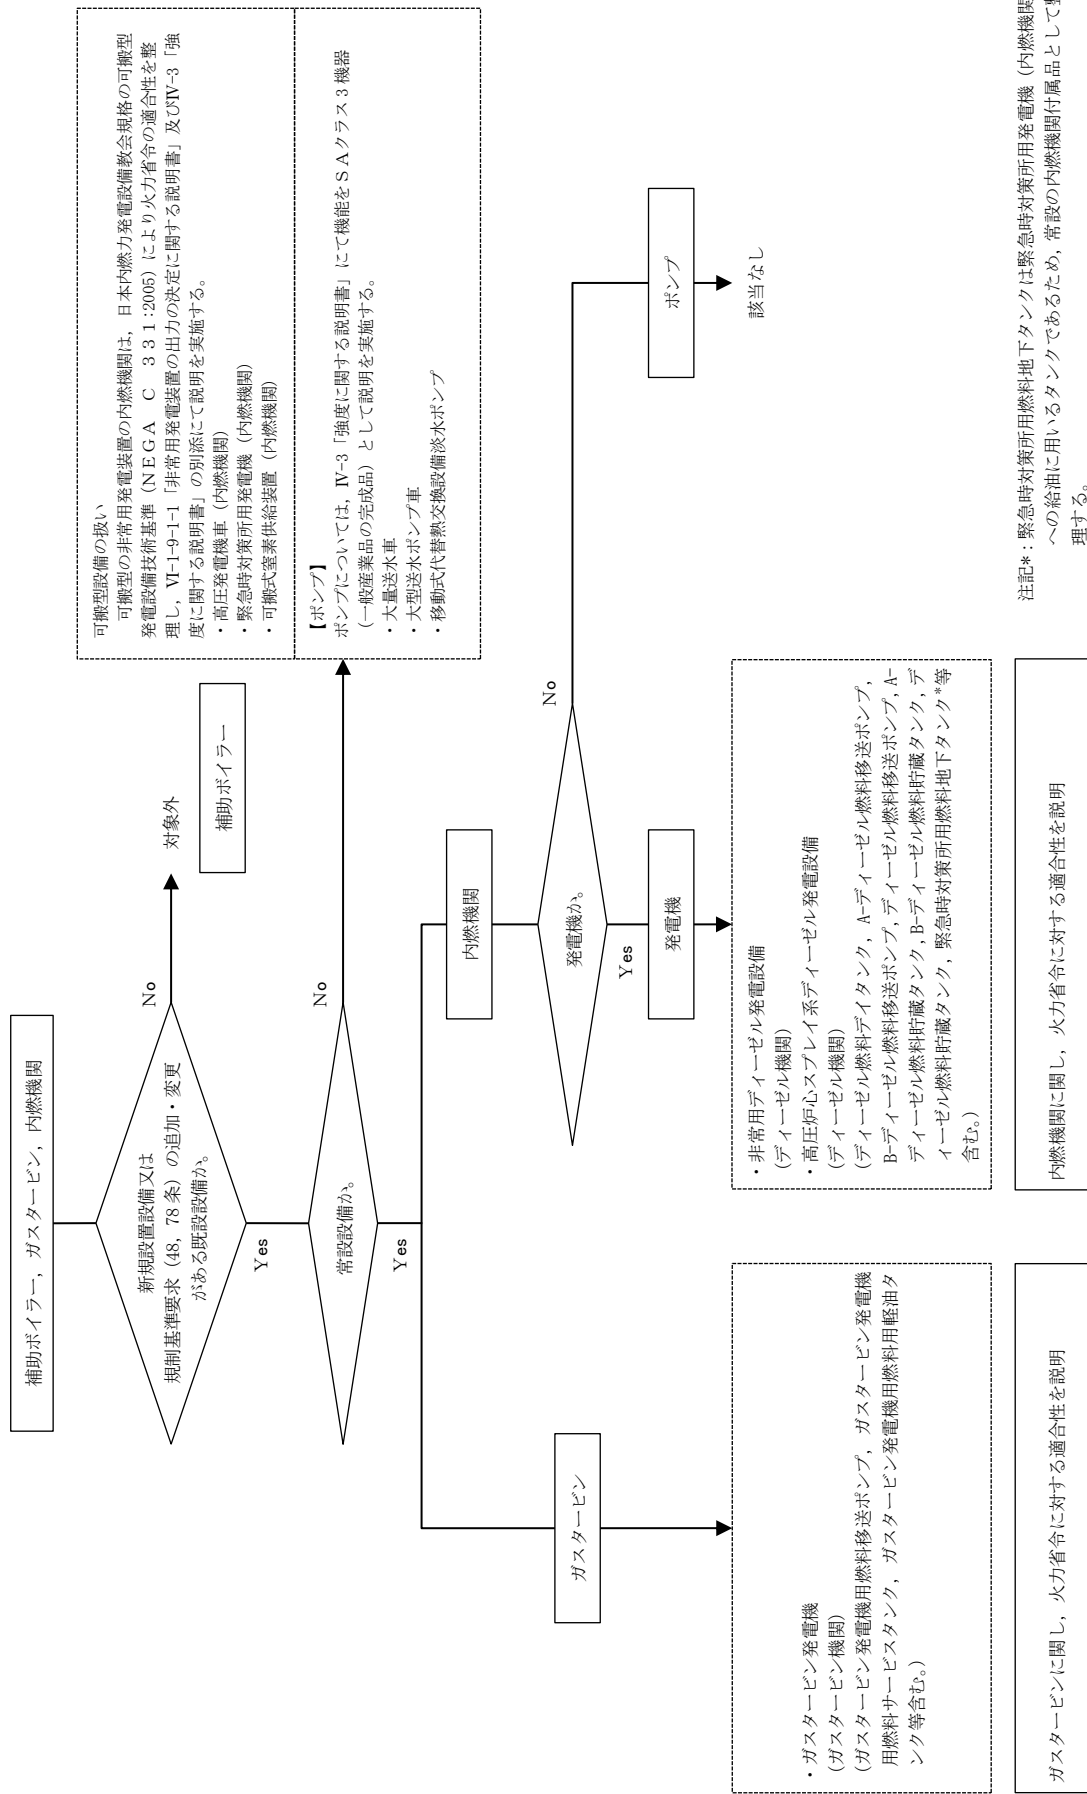 補助ボイラー，ガスタービン，内燃機関
新規設置設備又は
規制基準要求（48，78 条）の追加・変更
がある既設設備か。
No
対象外
補助ボイラー
Yes
常設設備か。
No
Yes
可搬型設備の扱い
可搬型の非常用発電装置の内燃機関は，日本内燃力発電設備教会規格の可搬型
発電設備技術基準（ＮＥＧＡ Ｃ ３３１:2005）により火力省令の適合性を整
理し，Ⅵ-1-9-1-1「非常用発電装置の出力の決定に関する説明書」及びⅣ-3「強
度に関する説明書」の別添にて説明を実施する。
・高圧発電機車（内燃機関）
・緊急時対策所用発電機（内燃機関）
・可搬式窒素供給装置（内燃機関）
【ポンプ】
ポンプについては，Ⅳ-3「強度に関する説明書」にて機能をＳＡクラス３機器
（一般産業品の完成品）として説明を実施する。
・大量送水車
・大型送水ポンプ車
・移動式代替熱交換設備淡水ポンプ
ガスタービン
内燃機関
発電機か。
No
Yes
発電機
ポンプ
該当なし
・ガスタービン発電機
(ガスタービン機関)
(ガスタービン発電機用燃料移送ポンプ，ガスタービン発電機
用燃料サービスタンク，ガスタービン発電機用燃料用軽油タ
ンク等含む。)
・非常用ディーゼル発電設備
(ディーゼル機関)
・高圧炉心スプレイ系ディーゼル発電設備
(ディーゼル機関)
(ディーゼル燃料デイタンク，A-ディーゼル燃料移送ポンプ，
B-ディーゼル燃料移送ポンプ，ディーゼル燃料移送ポンプ，A-
ディーゼル燃料貯蔵タンク，B-ディーゼル燃料貯蔵タンク，デ
ィーゼル燃料貯蔵タンク，緊急時対策所用燃料地下タンク*等
含む。)
ガスタービンに関し，火力省令に対する適合性を説明
内燃機関に関し，火力省令に対する適合性を説明
注記*：緊急時対策所用燃料地下タンクは緊急時対策所用発電機（内燃機関
への給油に用いるタンクであるため，常設の内燃機関付属品として
理する。